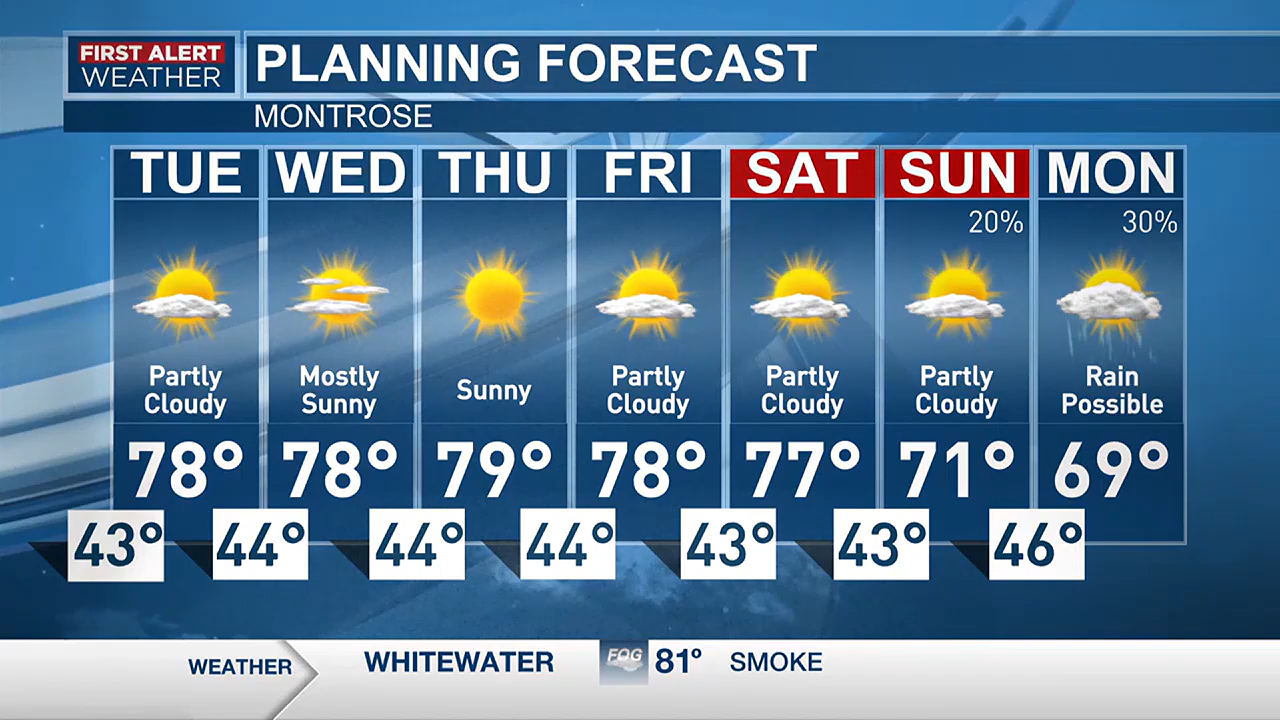 FIRST ALERT
WEATHER
PLANNING FORECAST
MONTROSE
TUE WED THU FRI SAT SUN MON
20% 30%
Partly Cloudy
Mostly Sunny
Sunny
Partly Cloudy
Partly Cloudy
Partly Cloudy
Rain Possible
78° 78° 79° 78° 77° 71° 69°
43° 44° 44° 44° 43° 43° 46°
WEATHER WHITEWATER FOG 81° SMOKE